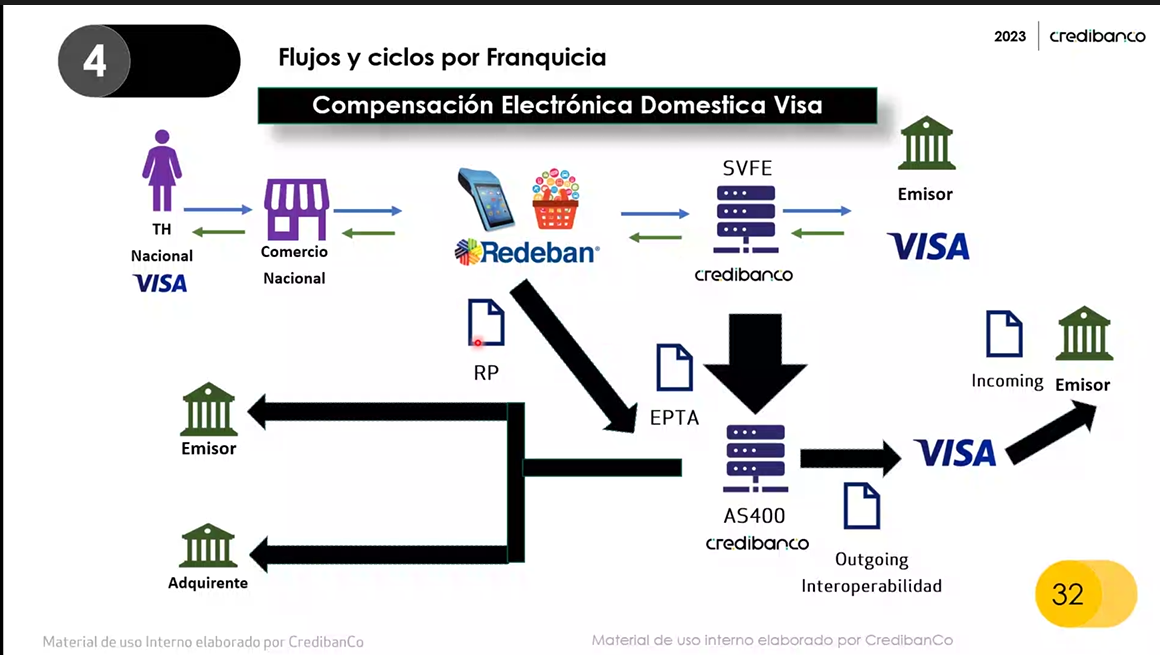 2023 credibanco
4
Flujos y ciclos por Franquicia
Compensación Electrónica Domestica Visa
TH
Nacional
VISA
Comercio
Nacional
Redeban
SVFE
credibanco
Emisor
VISA
RP
EPTA
Incoming
Emisor
Emisor
AS400
credibanco
VISA
Outgoing
Interoperabilidad
Adquirente
32
Material de uso Interno elaborado por CredibanCo
Material de uso interno elaborado por CredibanCo